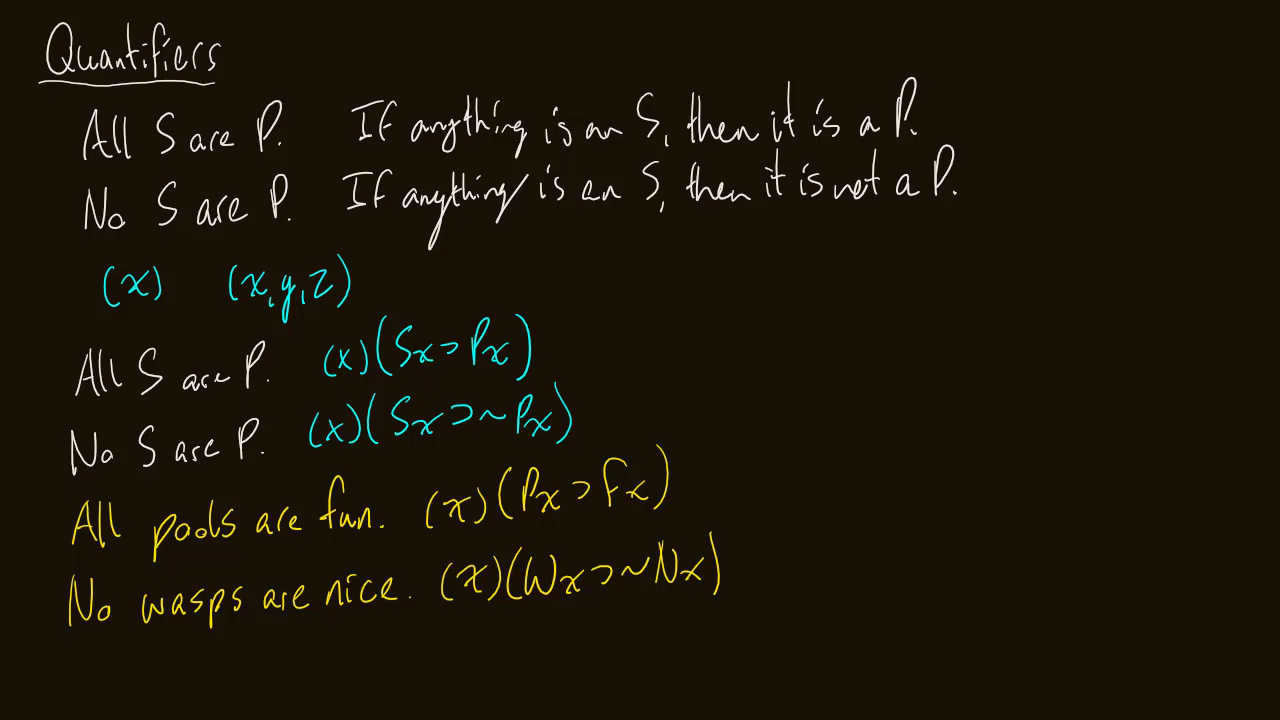 Quantifiers
All S are P. If anything is an S, then it is a P.
No S are P. If anything is an S, then it is not a P.
(x) (x,y,z)
All S are P. (x)(Sx⊃Px)
No S are P. (x)(Sx⊃~Px)
All pools are fun. (x)(Px⊃Fx)
No wasps are nice. (x)(Wx⊃~Nx)